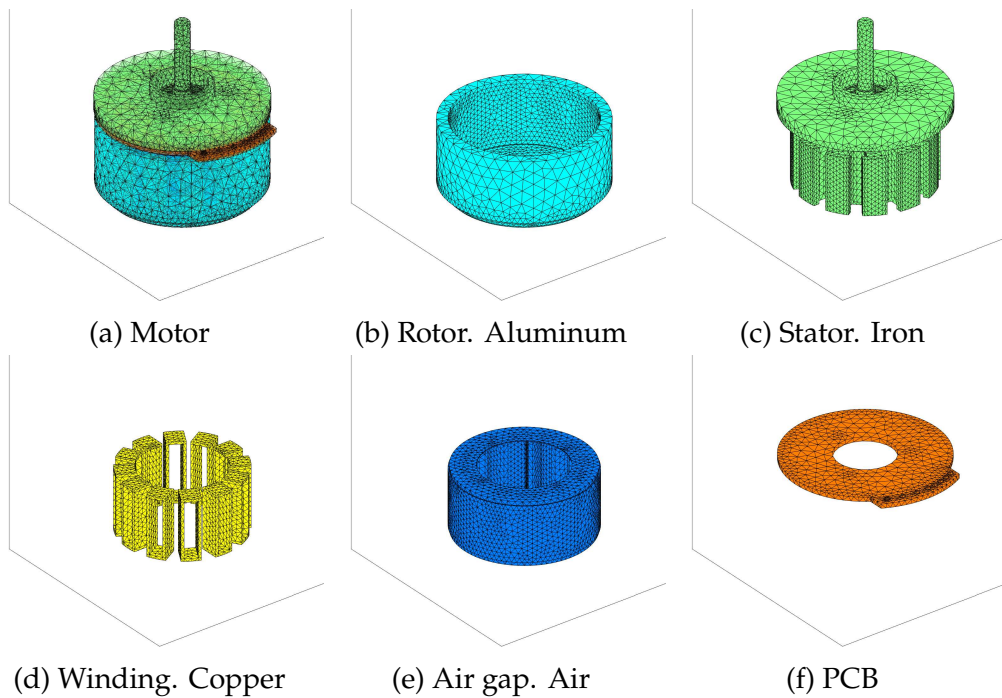 (a) Motor
(b) Rotor. Aluminum
(c) Stator. Iron
(d) Winding. Copper
(e) Air gap. Air
(f) PCB